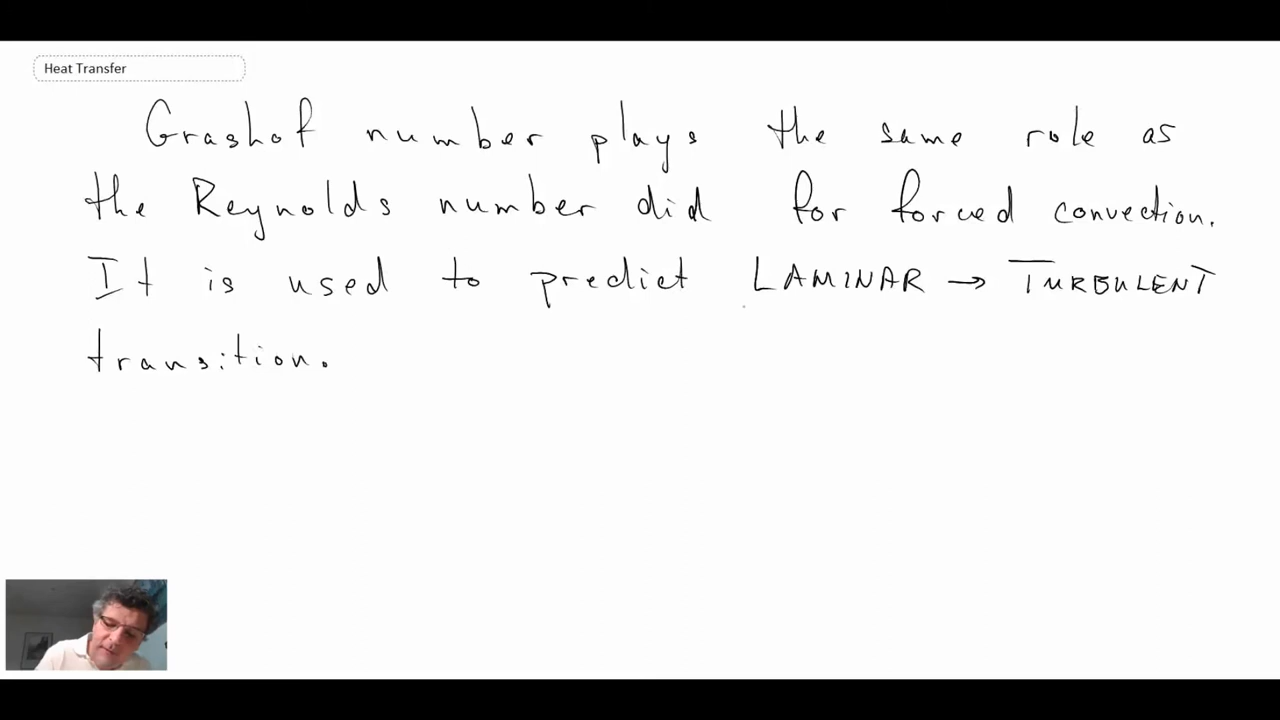 Heat Transfer
Grashof number plays the same role as
the Reynolds number did for forced convection.
It is used to predict LAMINAR → TURBULENT
transition.